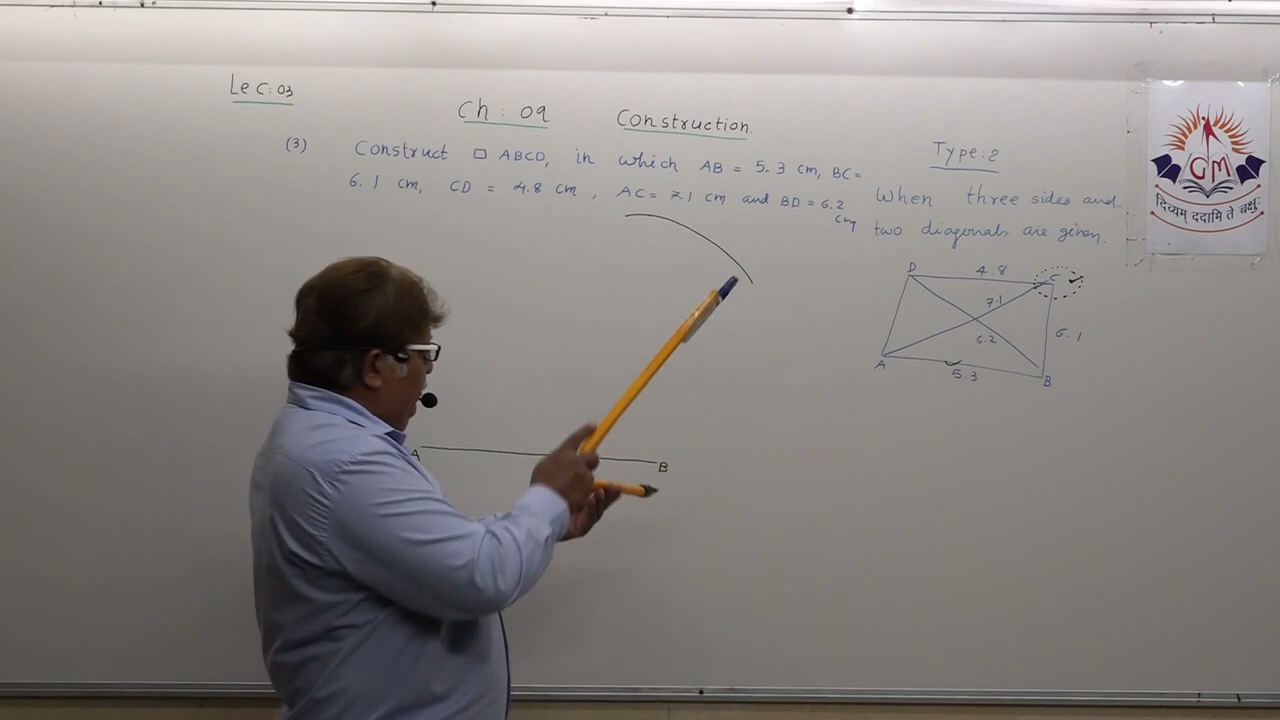 Lec: 03
Ch: 09 Construction.
(3) Construct □ ABCD, in which AB = 5.3 cm, BC =
6.1 cm, CD = 4.8 cm, AC = 7.1 cm and BD = 6.2
cm
Type: 2
When three sides and
two diagonals are given.
D 4.8 C
7.1
6.2 6.1
A 5.3 B
A B
GM
दिव्यम् ददामि ते चक्षुः